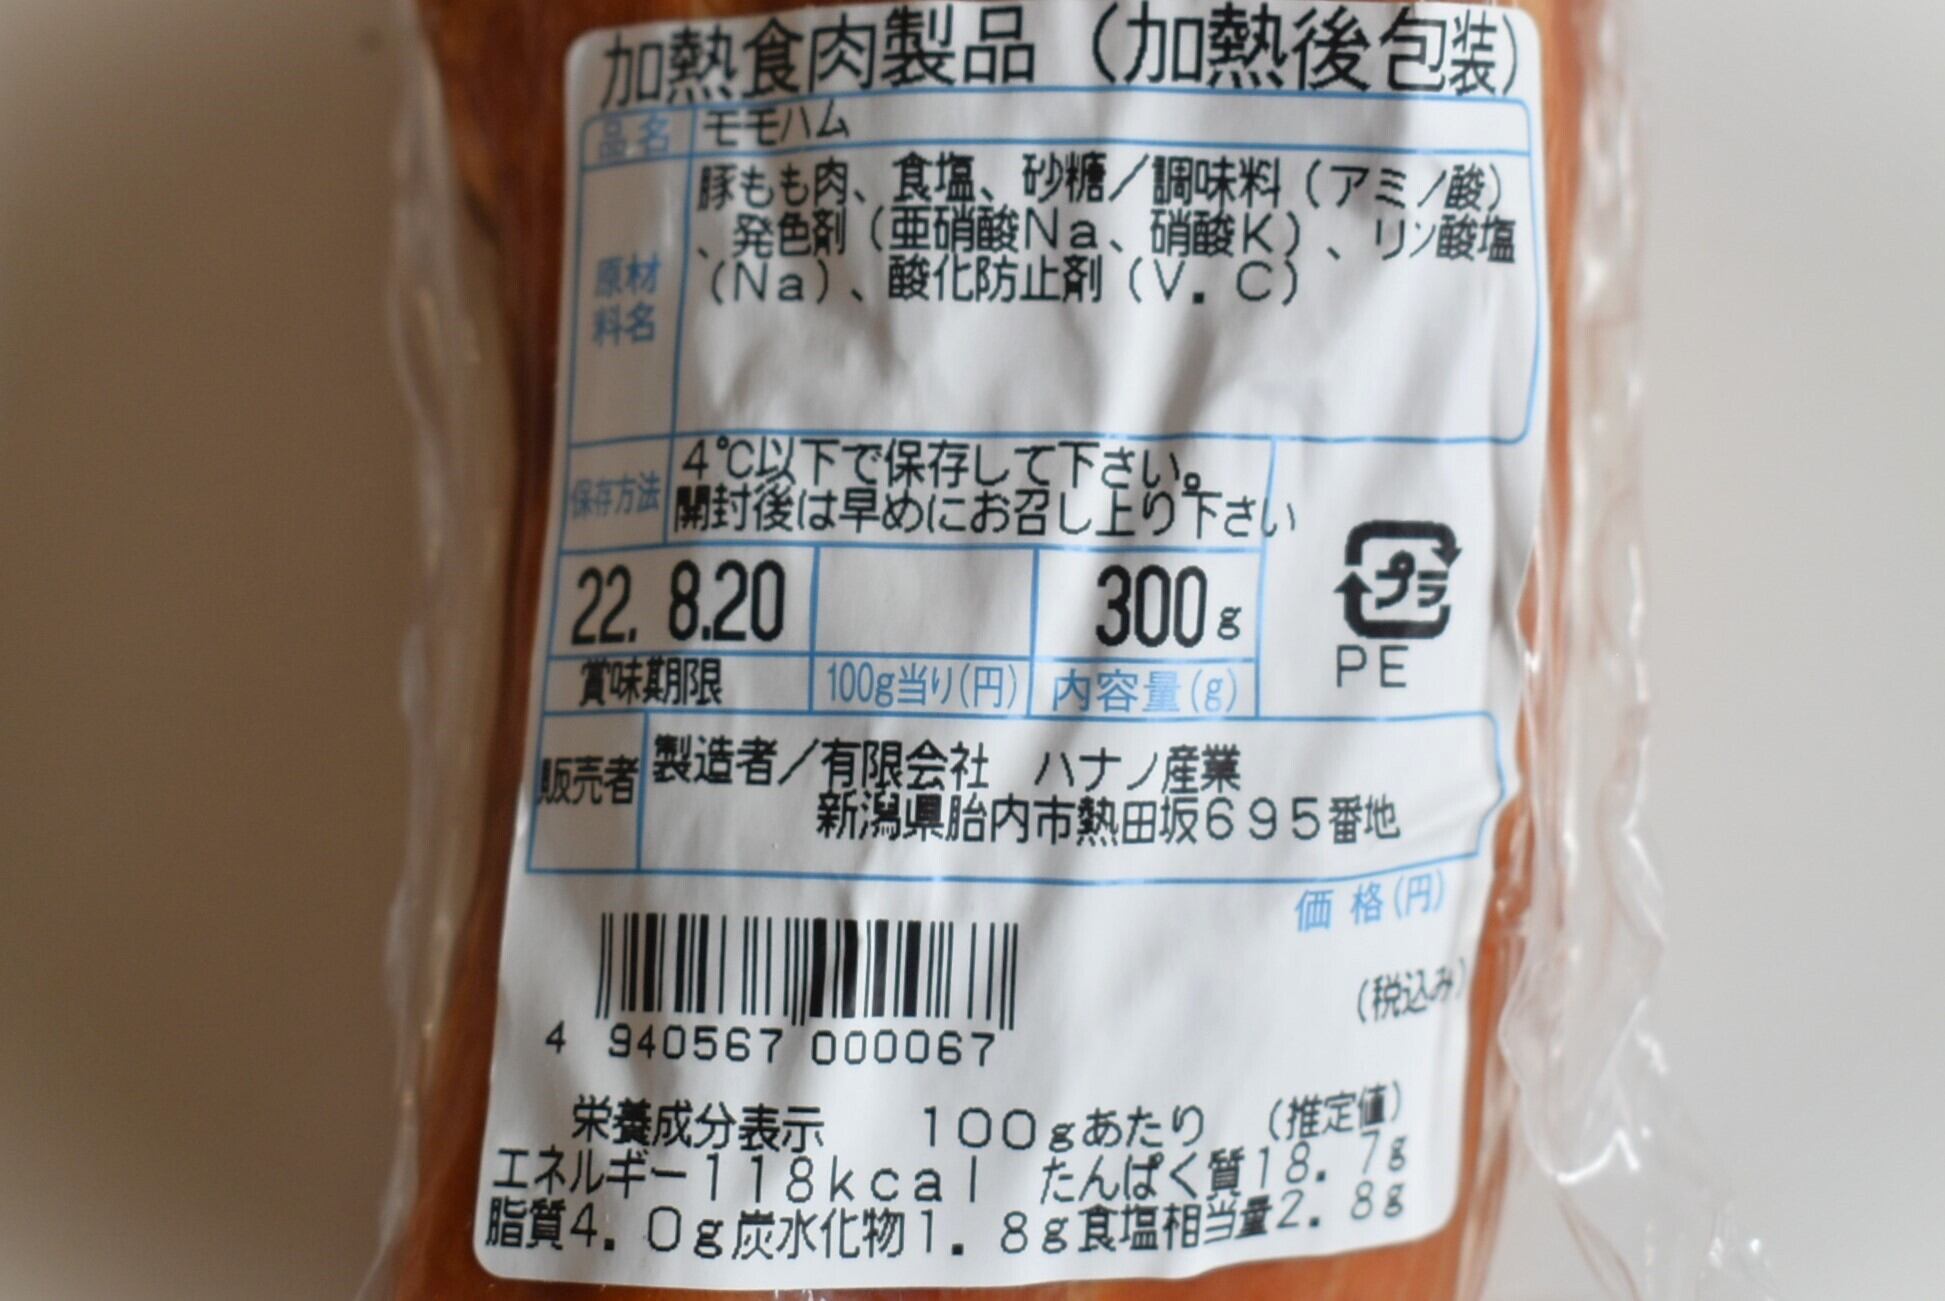 加熱食肉製品（加熱後包装）
品名 モモハム
原材料名 豚もも肉、食塩、砂糖／調味料（アミノ酸）
、発色剤（亜硝酸Na、硝酸K）、リン酸塩
（Na）、酸化防止剤（V．C）
保存方法 4℃以下で保存して下さい。
開封後は早めにお召し上り下さい
22. 8.20 300g
賞味期限 100g当り(円) 内容量(g)
プラ
PE
販売者 製造者／有限会社 ハナノ産業
新潟県胎内市熱田坂695番地
価格(円)
(税込み)
4 940567 000067
栄養成分表示 100gあたり （推定値）
エネルギー118kcal たんぱく質18．7g
脂質4．0g炭水化物1．8g食塩相当量2．8g